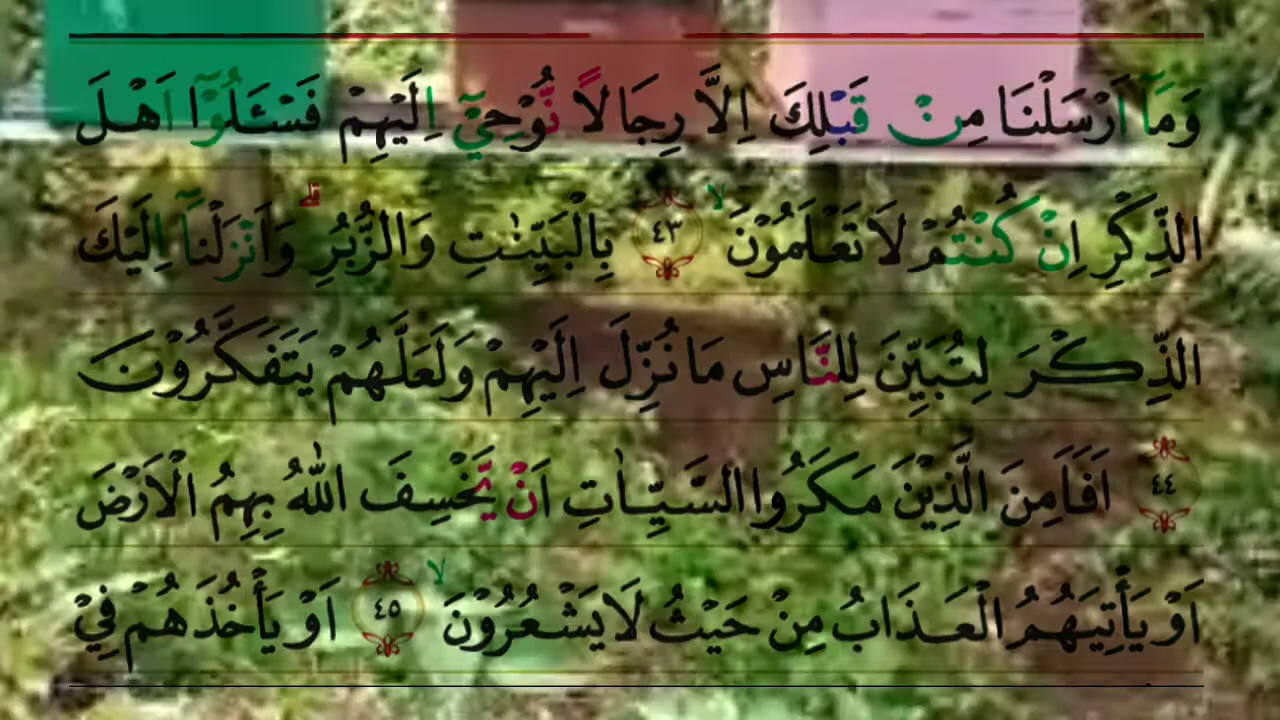 وَمَآ اَرْسَلْنَا مِنْ قَبْلِكَ اِلَّا رِجَالًا نُّوْحِيْٓ اِلَيْهِمْ فَسْـَٔلُوْٓا اَهْلَ
الذِّكْرِ اِنْ كُنْتُمْ لَا تَعْلَمُوْنَ ۙ ٤٣ بِالْبَيِّنٰتِ وَالزُّبُرِ ۗ وَاَنْزَلْنَآ اِلَيْكَ
الذِّكْرَ لِتُبَيِّنَ لِلنَّاسِ مَا نُزِّلَ اِلَيْهِمْ وَلَعَلَّهُمْ يَتَفَكَّرُوْنَ
٤٤ اَفَاَمِنَ الَّذِيْنَ مَكَرُوا السَّيِّاٰتِ اَنْ يَّخْسِفَ اللّٰهُ بِهِمُ الْاَرْضَ
اَوْ يَأْتِيَهُمُ الْعَذَابُ مِنْ حَيْثُ لَا يَشْعُرُوْنَ ۙ ٤٥ اَوْ يَأْخُذَهُمْ فِيْ